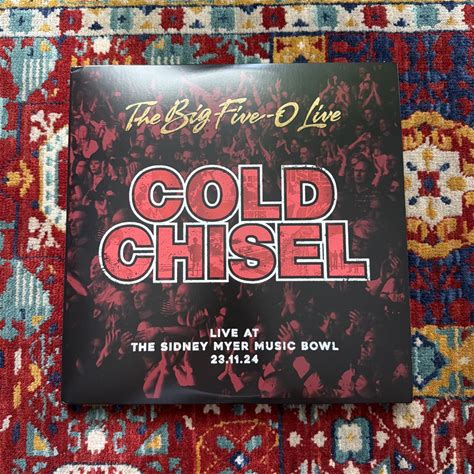 The Big Five-O Live
COLD
CHISEL
LIVE AT
THE SIDNEY MYER MUSIC BOWL
23.11.24